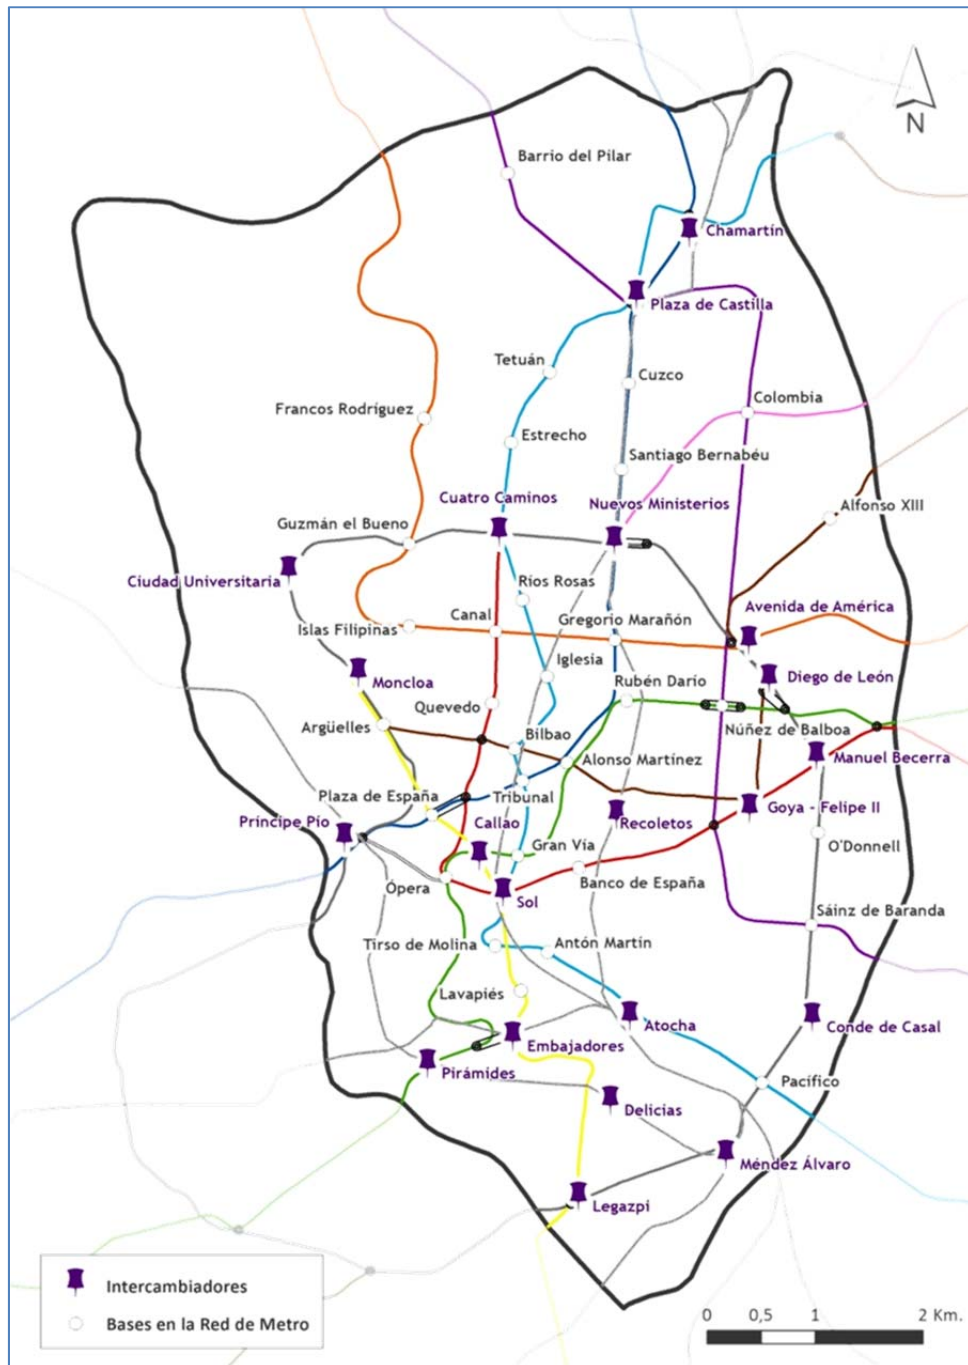 N
Barrio del Pilar
Chamartín
Plaza de Castilla
Tetuán
Cuzco
Colombia
Francos Rodríguez
Estrecho
Santiago Bernabéu
Cuatro Caminos
Nuevos Ministerios
Alfonso XIII
Guzmán el Bueno
Ciudad Universitaria
Ríos Rosas
Avenida de América
Canal
Gregorio Marañón
Islas Filipinas
Iglesia
Moncloa
Rubén Darío
Diego de León
Quevedo
Argüelles
Bilbao
Núñez de Balboa
Alonso Martínez
Manuel Becerra
Plaza de España
Tribunal
Príncipe Pío
Callao
Recoletos
Goya - Felipe II
Gran Vía
O'Donnell
Ópera
Banco de España
Sol
Sáinz de Baranda
Tirso de Molina
Antón Martín
Lavapiés
Atocha
Conde de Casal
Embajadores
Pirámides
Pacífico
Delicias
Méndez Álvaro
Legazpi
Intercambiadores
Bases en la Red de Metro
0 0,5 1 2 Km.